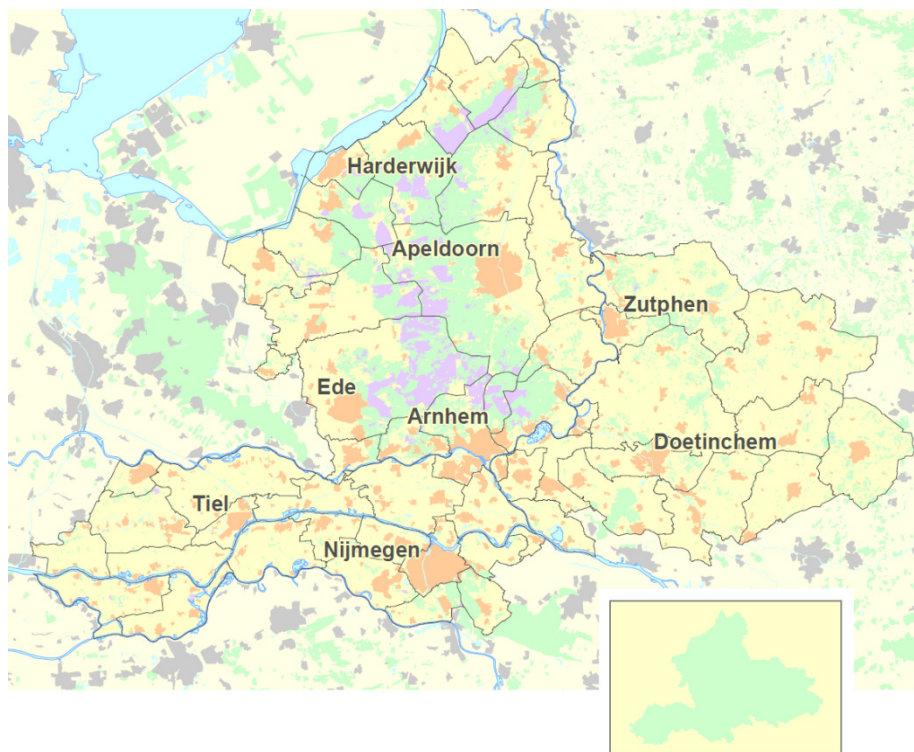 Harderwijk
Apeldoorn
Zutphen
Ede
Arnhem
Doetinchem
Tiel
Nijmegen